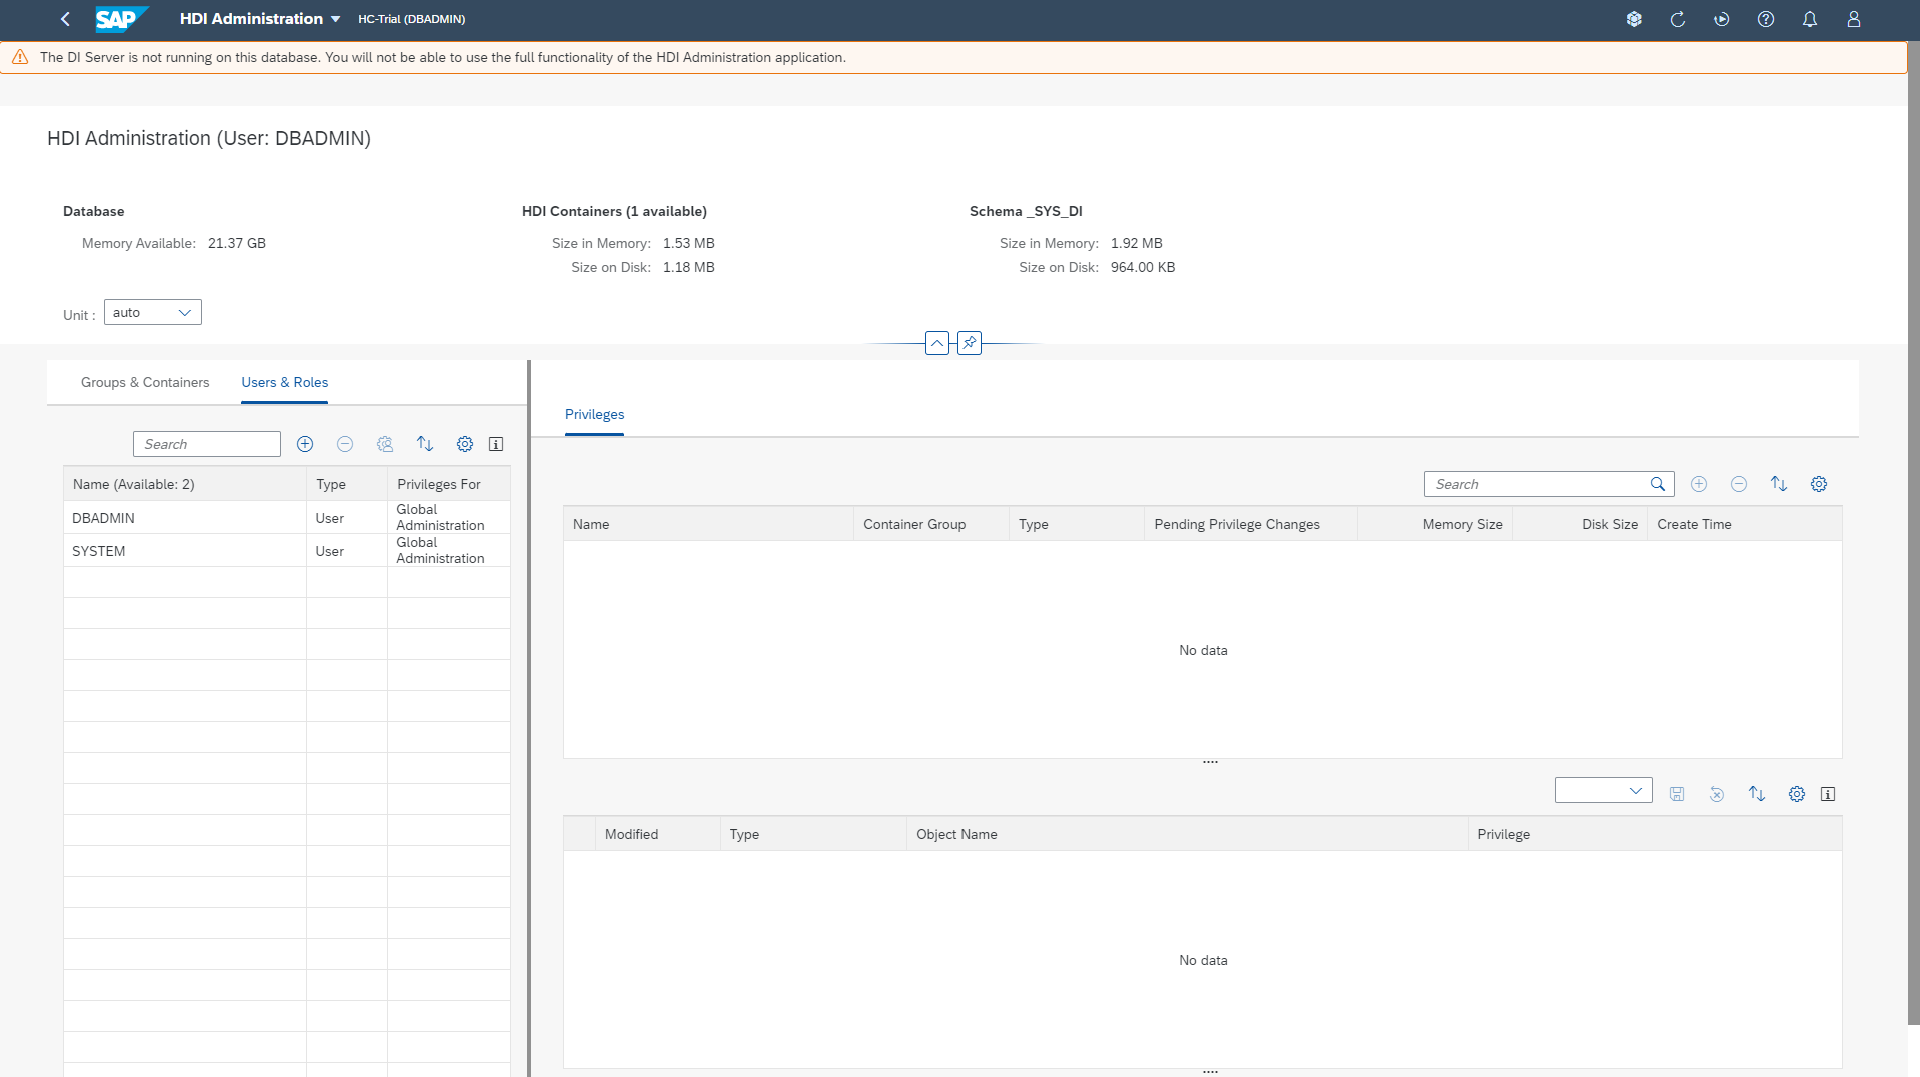 SAP HDI Administration HC-Trial (DBADMIN)
The DI Server is not running on this database. You will not be able to use the full functionality of the HDI Administration application.
HDI Administration (User: DBADMIN)
Database
Memory Available: 21.37 GB
HDI Containers (1 available)
Size in Memory: 1.53 MB
Size on Disk: 1.18 MB
Schema _SYS_DI
Size in Memory: 1.92 MB
Size on Disk: 964.00 KB
Unit : auto
Groups & Containers Users & Roles
Search
Name (Available: 2) Type Privileges For
DBADMIN User Global Administration
SYSTEM User Global Administration
Privileges
Search
Name Container Group Type Pending Privilege Changes Memory Size Disk Size Create Time
No data
Modified Type Object Name Privilege
No data